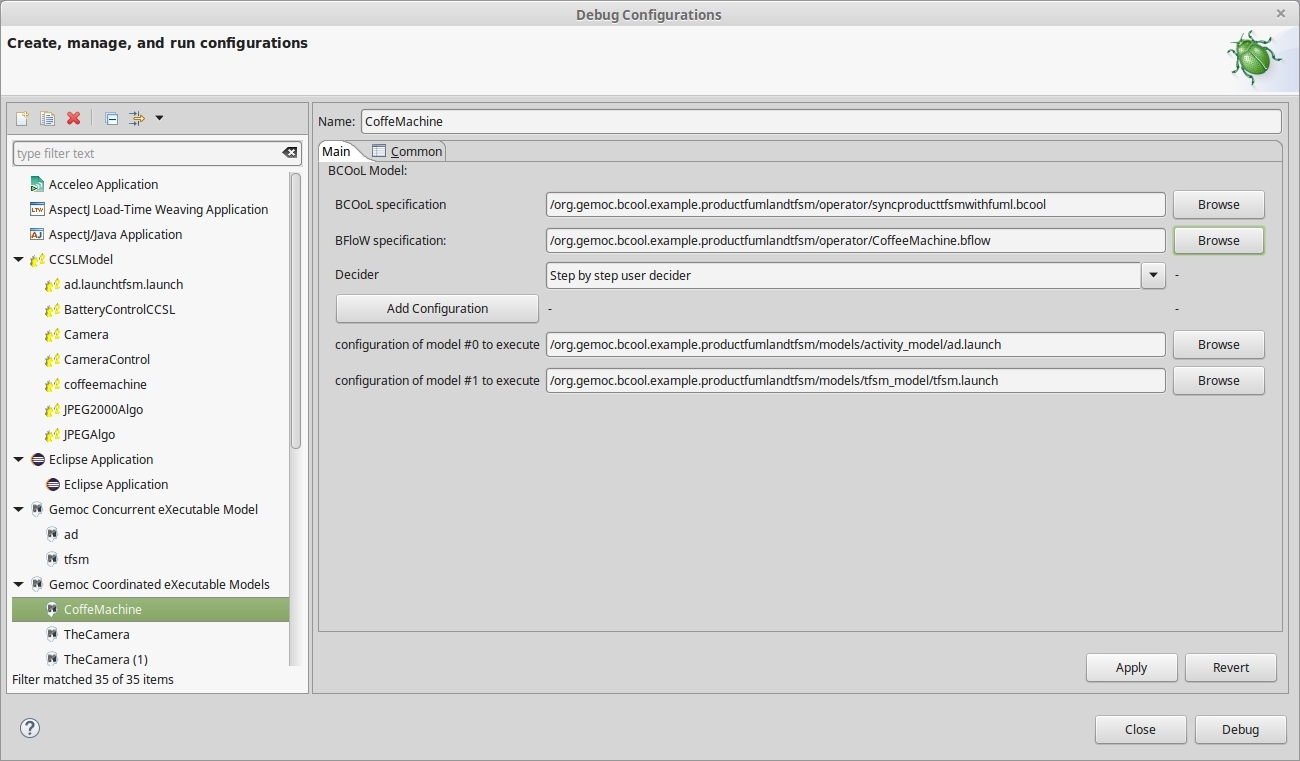 Debug Configurations
Create, manage, and run configurations
type filter text
Acceleo Application
LTW AspectJ Load-Time Weaving Application
AJ AspectJ/Java Application
CCSLModel
ad.launchtfsm.launch
BatteryControlCCSL
Camera
CameraControl
coffeemachine
JPEG2000Algo
JPEGAlgo
Eclipse Application
Eclipse Application
Gemoc Concurrent eXecutable Model
ad
tfsm
Gemoc Coordinated eXecutable Models
CoffeMachine
TheCamera
TheCamera (1)
Filter matched 35 of 35 items
Name: CoffeMachine
Main Common
BCOoL Model:
BCOoL specification /org.gemoc.bcool.example.productfumlandtfsm/operator/syncproducttfsmwithfuml.bcool Browse
BFloW specification: /org.gemoc.bcool.example.productfumlandtfsm/operator/CoffeeMachine.bflow Browse
Decider Step by step user decider -
Add Configuration - -
configuration of model #0 to execute /org.gemoc.bcool.example.productfumlandtfsm/models/activity_model/ad.launch Browse
configuration of model #1 to execute /org.gemoc.bcool.example.productfumlandtfsm/models/tfsm_model/tfsm.launch Browse
Apply Revert
? Close Debug